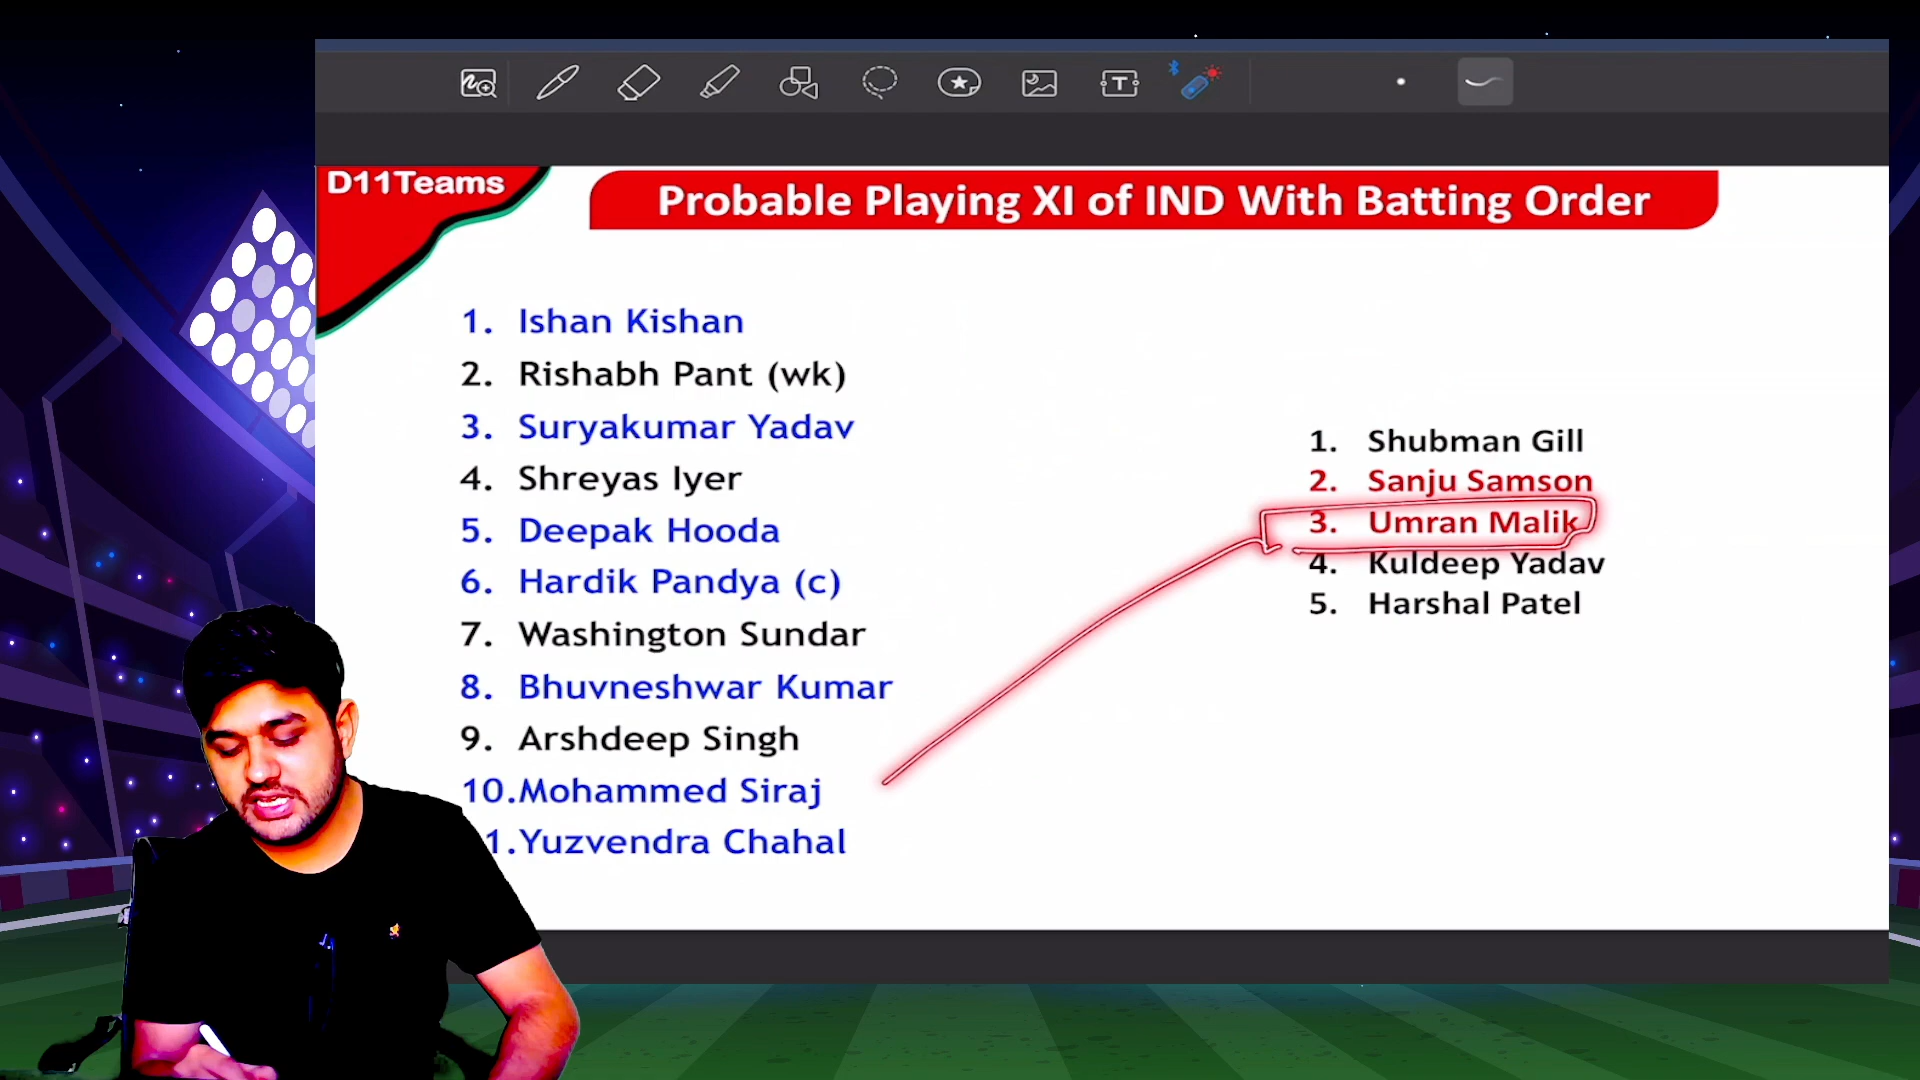 D11Teams
Probable Playing XI of IND With Batting Order
1. Ishan Kishan
2. Rishabh Pant (wk)
3. Suryakumar Yadav
4. Shreyas Iyer
5. Deepak Hooda
6. Hardik Pandya (c)
7. Washington Sundar
8. Bhuvneshwar Kumar
9. Arshdeep Singh
10.Mohammed Siraj
1.Yuzvendra Chahal
1. Shubman Gill
2. Sanju Samson
3. Umran Malik
4. Kuldeep Yadav
5. Harshal Patel